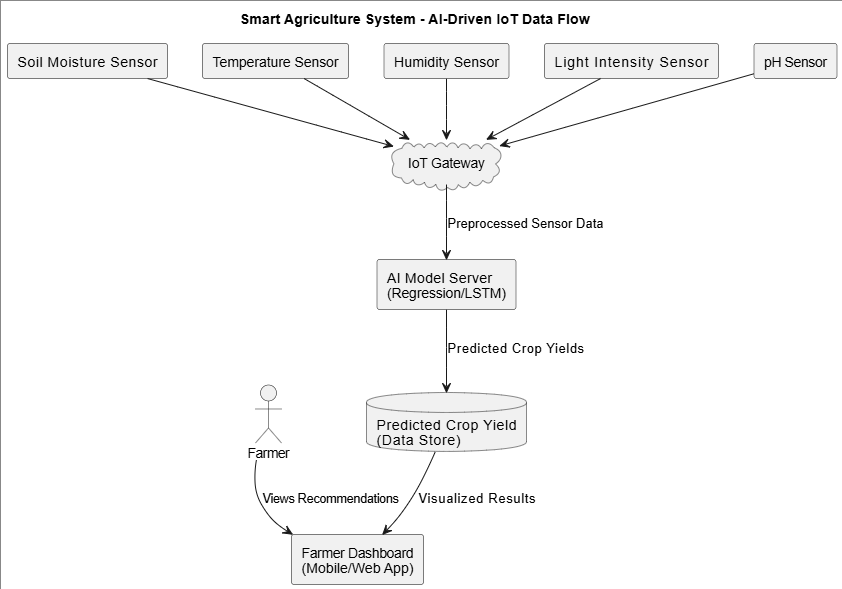 Smart Agriculture System - AI-Driven IoT Data Flow
Soil Moisture Sensor
Temperature Sensor
Humidity Sensor
Light Intensity Sensor
pH Sensor
IoT Gateway
Preprocessed Sensor Data
AI Model Server
(Regression/LSTM)
Predicted Crop Yields
Predicted Crop Yield
(Data Store)
Farmer
Views Recommendations
Visualized Results
Farmer Dashboard
(Mobile/Web App)